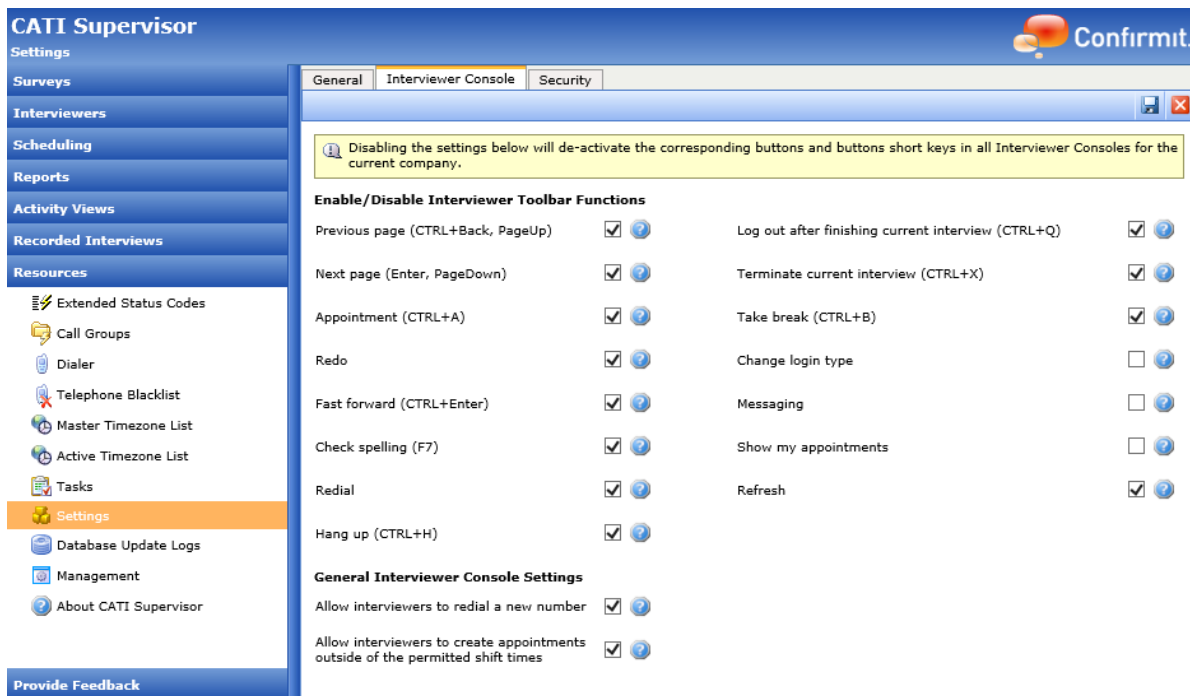 CATI Supervisor
Settings
Confirmit.
Surveys
Interviewers
Scheduling
Reports
Activity Views
Recorded Interviews
Resources
Extended Status Codes
Call Groups
Dialer
Telephone Blacklist
Master Timezone List
Active Timezone List
Tasks
Settings
Database Update Logs
Management
About CATI Supervisor
Provide Feedback
General
Interviewer Console
Security
Disabling the settings below will de-activate the corresponding buttons and buttons short keys in all Interviewer Consoles for the
current company.
Enable/Disable Interviewer Toolbar Functions
Previous page (CTRL+Back, PageUp)
Next page (Enter, PageDown)
Appointment (CTRL+A)
Redo
Fast forward (CTRL+Enter)
Check spelling (F7)
Redial
Hang up (CTRL+H)
Log out after finishing current interview (CTRL+Q)
Terminate current interview (CTRL+X)
Take break (CTRL+B)
Change login type
Messaging
Show my appointments
Refresh
General Interviewer Console Settings
Allow interviewers to redial a new number
Allow interviewers to create appointments
outside of the permitted shift times